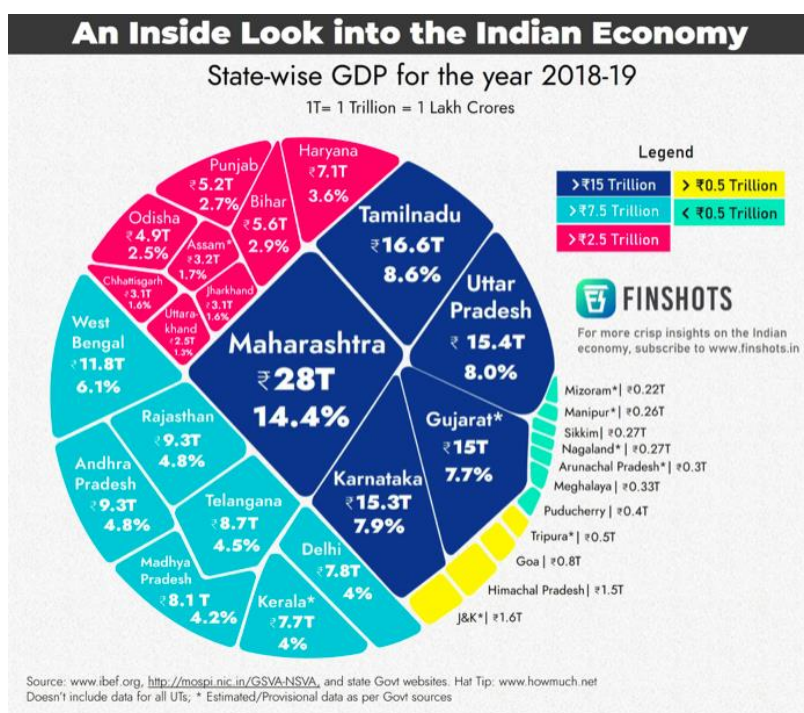 An Inside Look into the Indian Economy
State-wise GDP for the year 2018-19
1T= 1 Trillion = 1 Lakh Crores
Legend
>₹15 Trillion
>₹7.5 Trillion
>₹2.5 Trillion
> ₹0.5 Trillion
< ₹0.5 Trillion
FINSHOTS
For more crisp insights on the Indian
economy, subscribe to www.finshots.in
Haryana
₹7.1T
3.6%
Punjab
₹5.2T
2.7%
Bihar
₹5.6T
2.9%
Odisha
₹4.9T
2.5%
Assam*
₹3.2T
1.7%
Chhattisgarh
₹3.1T
1.6%
Jharkhand
₹3.1T
1.6%
Uttara-
khand
₹2.5T
1.3%
Tamilnadu
₹16.6T
8.6%
Uttar
Pradesh
₹ 15.4T
8.0%
Maharashtra
₹28T
14.4%
Gujarat*
₹15T
7.7%
Karnataka
₹15.3T
7.9%
West
Bengal
₹11.8T
6.1%
Rajasthan
₹9.3T
4.8%
Andhra
Pradesh
₹9.3T
4.8%
Telangana
₹8.7T
4.5%
Madhya
Pradesh
₹8.1 T
4.2%
Delhi
₹7.8T
4%
Kerala*
₹7.7T
4%
Mizoram*| ₹0.22T
Manipur*| ₹0.26T
Sikkim| ₹0.27T
Nagaland*| ₹0.27T
Arunachal Pradesh*| ₹0.3T
Meghalaya| ₹0.33T
Puducherry | ₹0.4T
Tripura*| ₹0.5T
Goa | ₹0.8T
Himachal Pradesh| ₹1.5T
J&K*| ₹1.6T
Source: www.ibef.org, http://mospi.nic.in/GSVA-NSVA, and state Govt websites. Hat Tip: www.howmuch.net
Doesn't include data for all UTs; * Estimated/Provisional data as per Govt sources